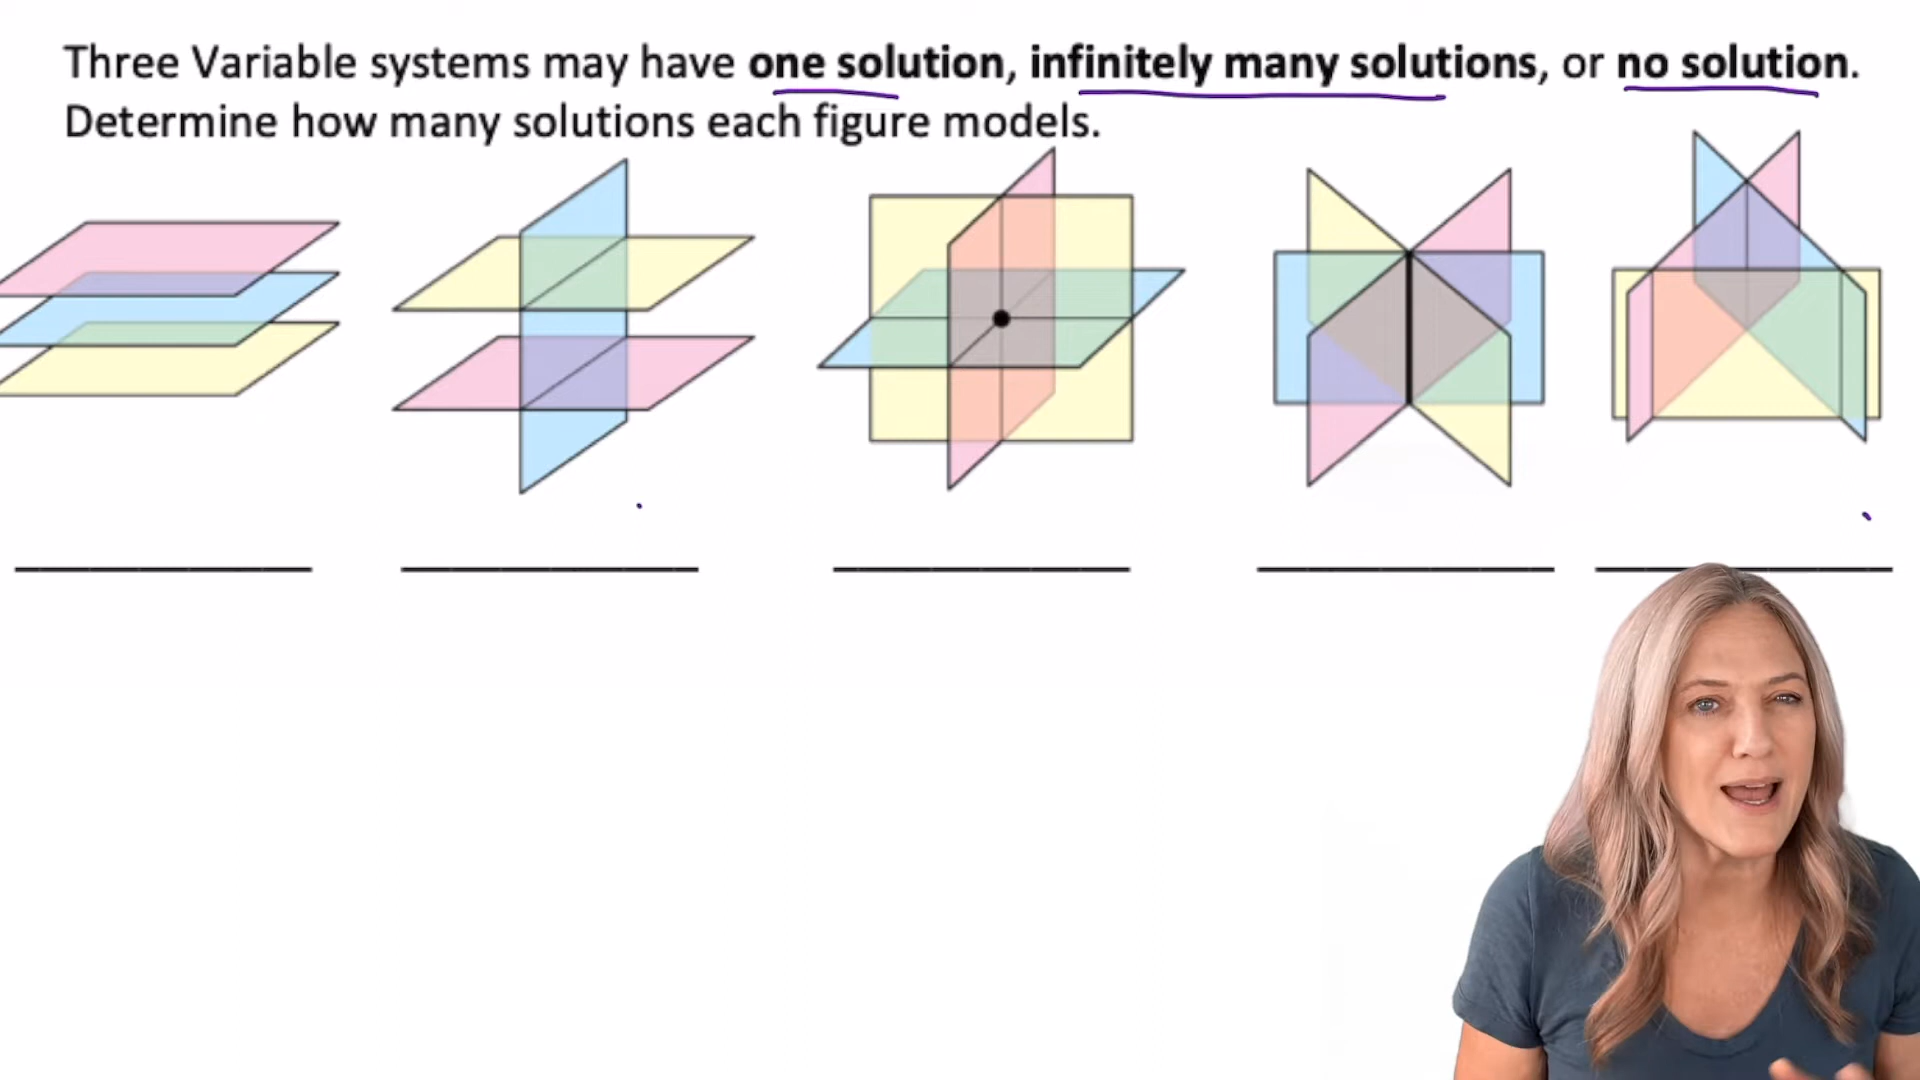 Three Variable systems may have one solution, infinitely many solutions, or no solution.
Determine how many solutions each figure models.